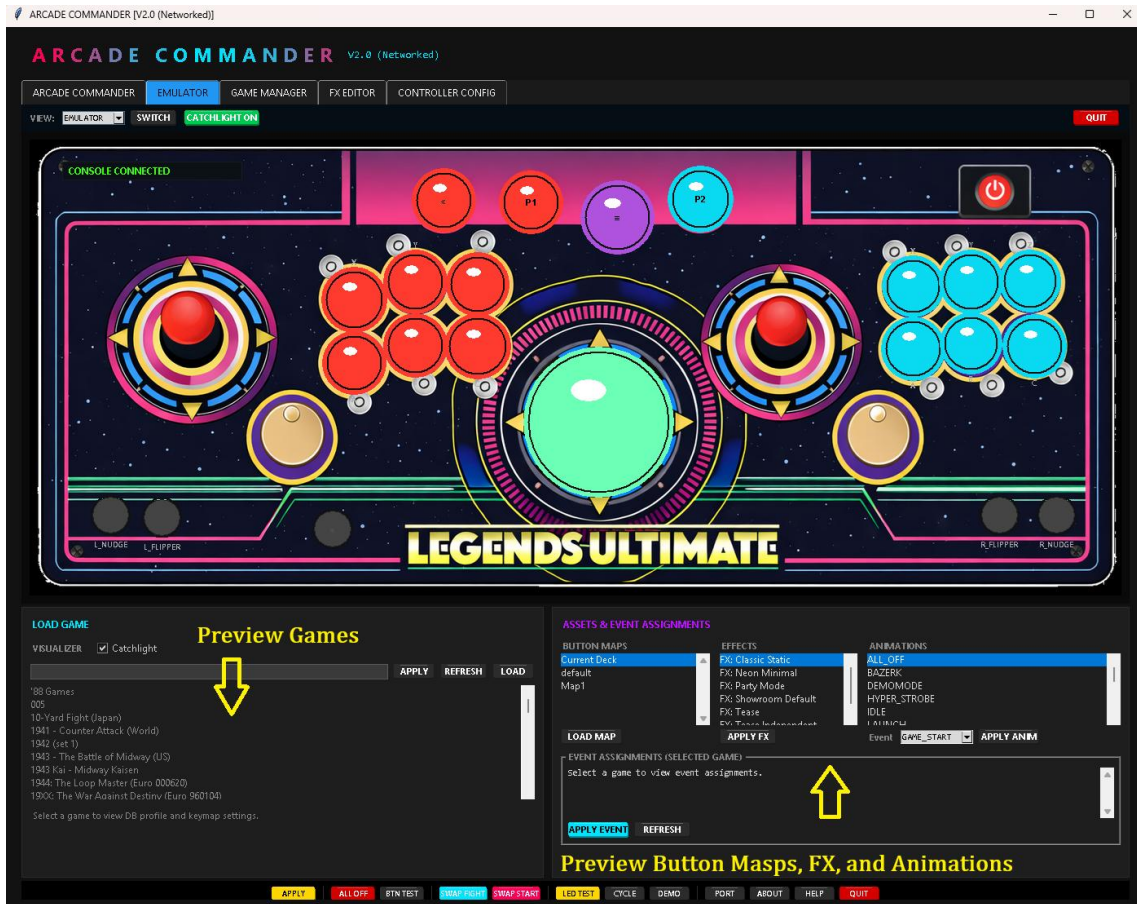 ARCADE COMMANDER [V2.0 (Networked)]
ARCADE COMMANDER V2.0 (Networked)
ARCADE COMMANDER EMULATOR GAME MANAGER FX EDITOR CONTROLLER CONFIG
VIEW: EMULATOR SWITCH CATCHLIGHT ON QUIT
CONSOLE CONNECTED
< P1 ≡ P2
X Y X Y
C
L_NUDGE L_FLIPPER R_FLIPPER R_NUDGE
LEGENDS ULTIMATE
LOAD GAME
VISUALIZER Catchlight
Preview Games
APPLY REFRESH LOAD
'88 Games
005
10-Yard Fight (Japan)
1941 - Counter Attack (World)
1942 (set 1)
1943 - The Battle of Midway (US)
1943 Kai - Midway Kaisen
1944: The Loop Master (Euro 000620)
19XX: The War Against Destiny (Euro 960104)
Select a game to view DB profile and keymap settings.
ASSETS & EVENT ASSIGNMENTS
BUTTON MAPS EFFECTS ANIMATIONS
Current Deck
default
Map1
FX: Classic Static
FX: Neon Minimal
FX: Party Mode
FX: Showroom Default
FX: Tease
FX: Tease Independent
ALL_OFF
BAZERK
DEMOMODE
HYPER_STROBE
IDLE
LAUNCH
LOAD MAP APPLY FX Event GAME_START APPLY ANIM
EVENT ASSIGNMENTS (SELECTED GAME)
Select a game to view event assignments.
APPLY EVENT REFRESH
Preview Button Masps, FX, and Animations
APPLY ALL OFF BTN TEST SWAP FIGHT SWAP START LED TEST CYCLE DEMO PORT ABOUT HELP QUIT